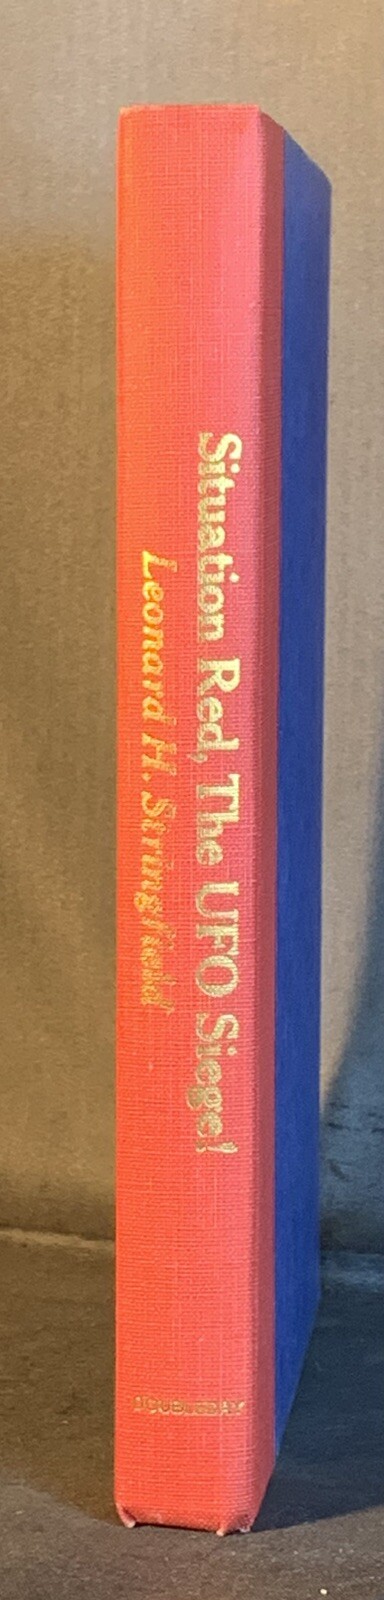 Situation Red, The UFO Siege!
Leonard H. Stringfield
DOUBLEDAY